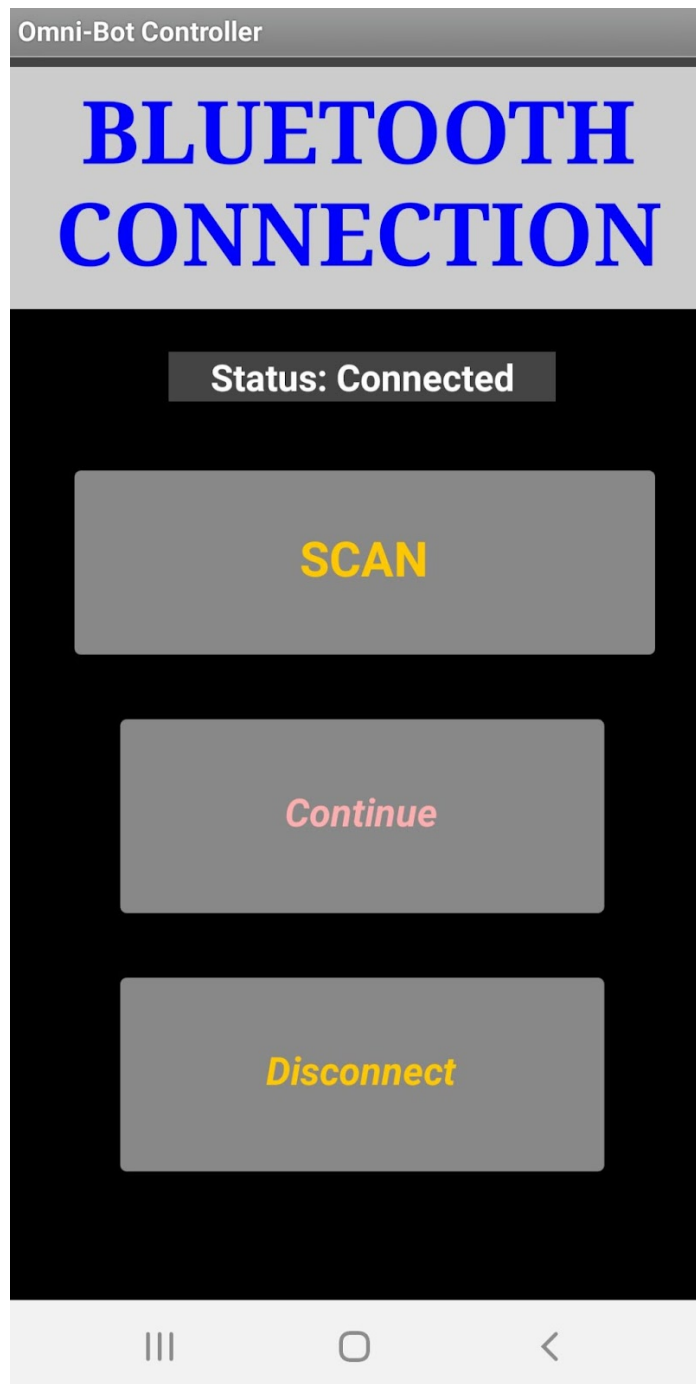 Omni-Bot Controller
BLUETOOTH
CONNECTION
Status: Connected
SCAN
Continue
Disconnect